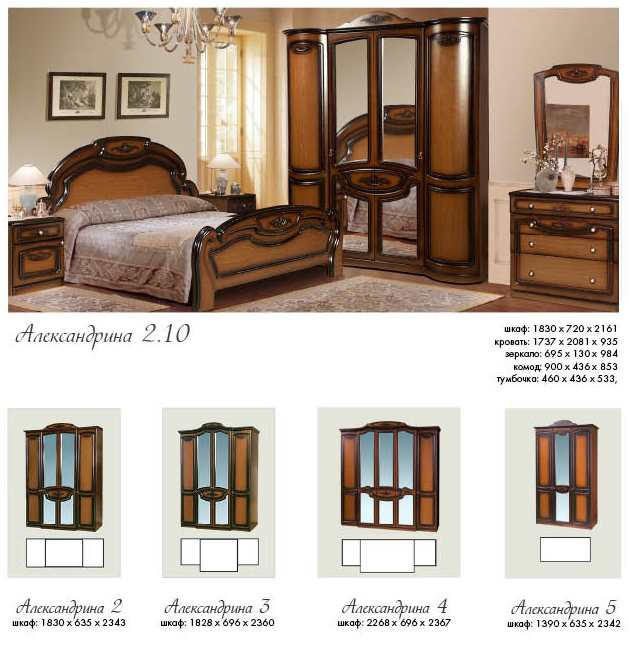 Александрина 2.10
шкаф: 1830 x 720 x 2161
кровать: 1737 x 2081 x 935
зеркало: 695 x 130 x 984
комод: 900 x 436 x 853
тумбочка: 460 x 436 x 533,
Александрина 2
шкаф: 1830 x 635 x 2343
Александрина 3
шкаф: 1828 x 696 x 2360
Александрина 4
шкаф: 2268 x 696 x 2367
Александрина 5
шкаф: 1390 x 635 x 2342